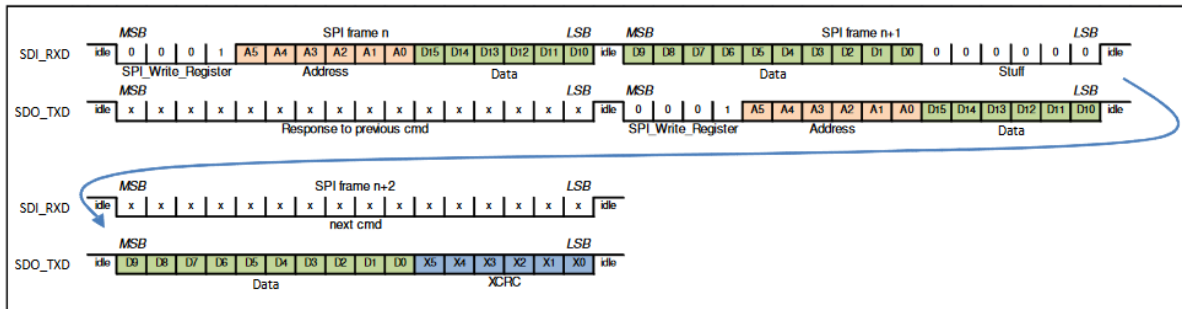 MSB SPI frame n LSB MSB SPI frame n+1 LSB
SDI_RXD idle 0 0 0 1 A5 A4 A3 A2 A1 A0 D15 D14 D13 D12 D11 D10 idle D9 D8 D7 D6 D5 D4 D3 D2 D1 D0 0 0 0 0 0 0 idle
SPI_Write_Register Address Data Data Stuff
MSB LSB MSB LSB
SDO_TXD idle x x x x x x x x x x x x x x x x idle 0 0 0 1 A5 A4 A3 A2 A1 A0 D15 D14 D13 D12 D11 D10 idle
Response to previous cmd SPI_Write_Register Address Data
MSB SPI frame n+2 LSB
SDI_RXD idle x x x x x x x x x x x x x x x x idle
next cmd
MSB LSB
SDO_TXD idle D9 D8 D7 D6 D5 D4 D3 D2 D1 D0 X5 X4 X3 X2 X1 X0 idle
Data XCRC